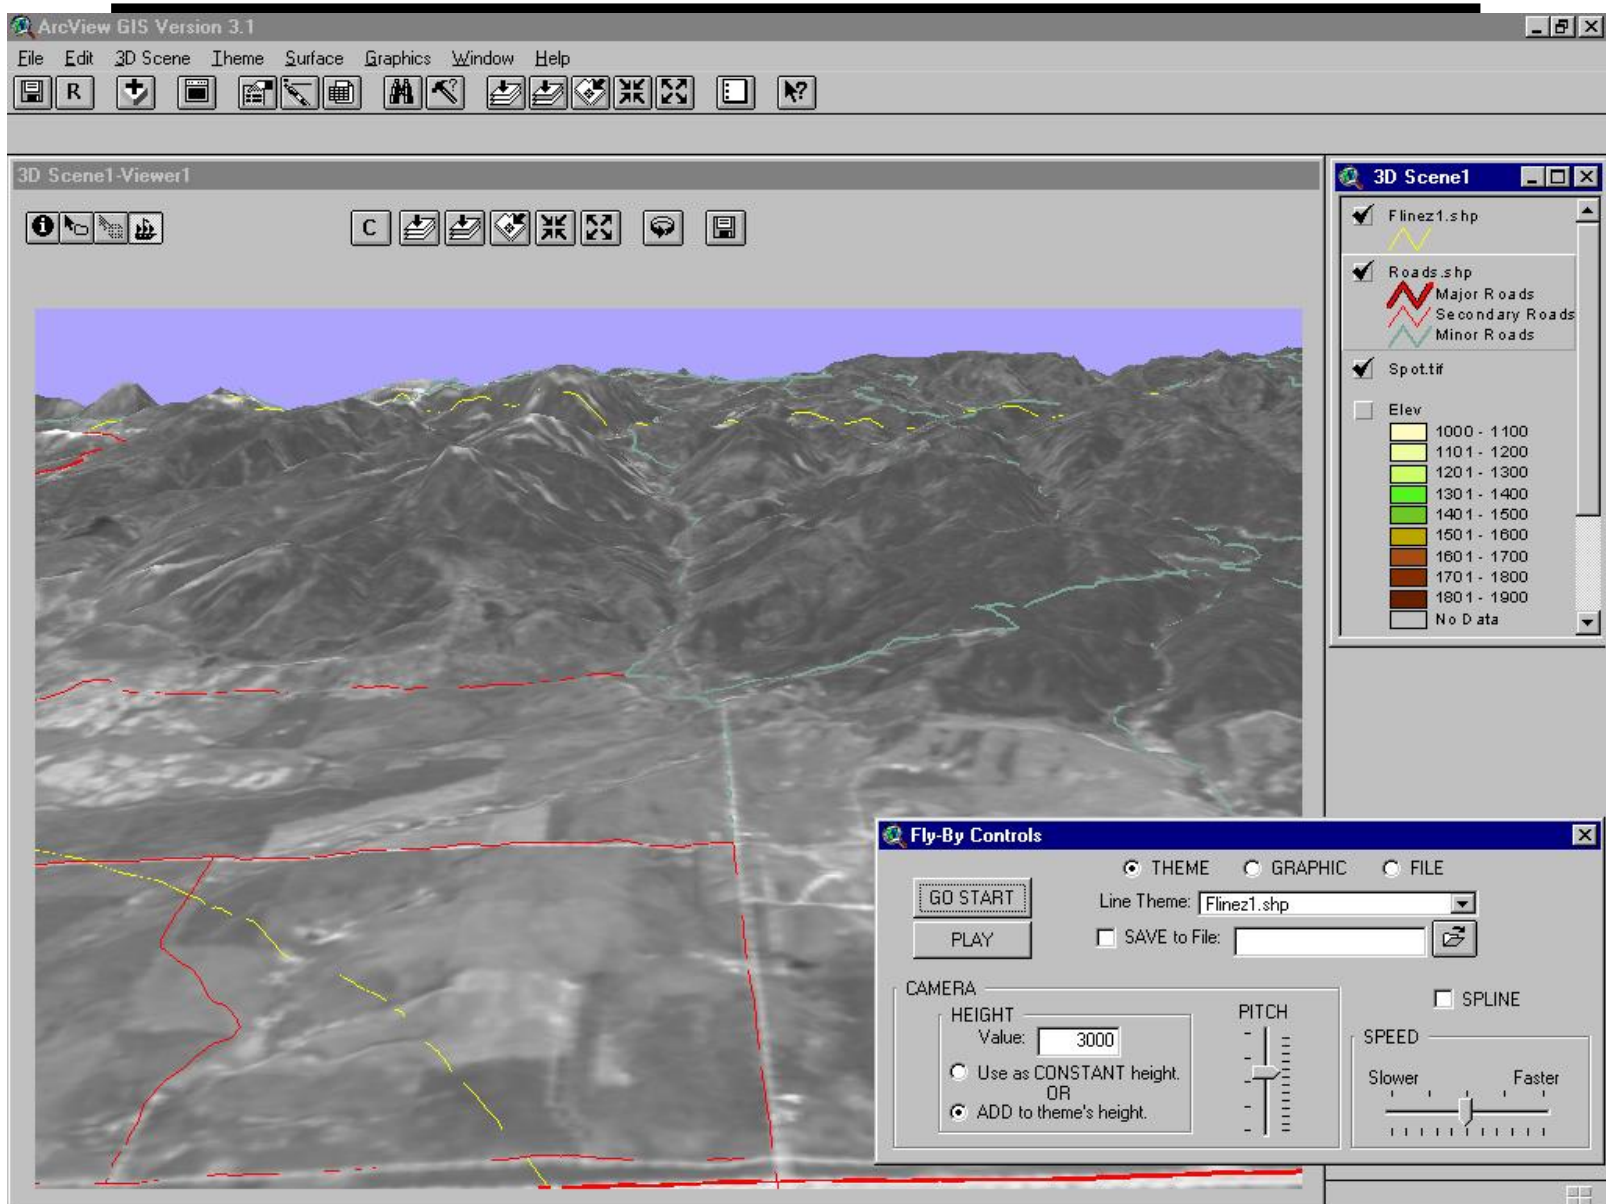 ArcView GIS Version 3.1
File Edit 3D Scene Theme Surface Graphics Window Help
R
3D Scene1-Viewer1
C
3D Scene1
Flinez1.shp
Roads.shp
Major Roads
Secondary Roads
Minor Roads
Spot.tif
Elev
1000 - 1100
1101 - 1200
1201 - 1300
1301 - 1400
1401 - 1500
1501 - 1600
1601 - 1700
1701 - 1800
1801 - 1900
No Data
Fly-By Controls
THEME GRAPHIC FILE
GO START
Line Theme: Flinez1.shp
PLAY
SAVE to File:
CAMERA
HEIGHT
Value: 3000
Use as CONSTANT height.
OR
ADD to theme's height.
PITCH
SPLINE
SPEED
Slower Faster